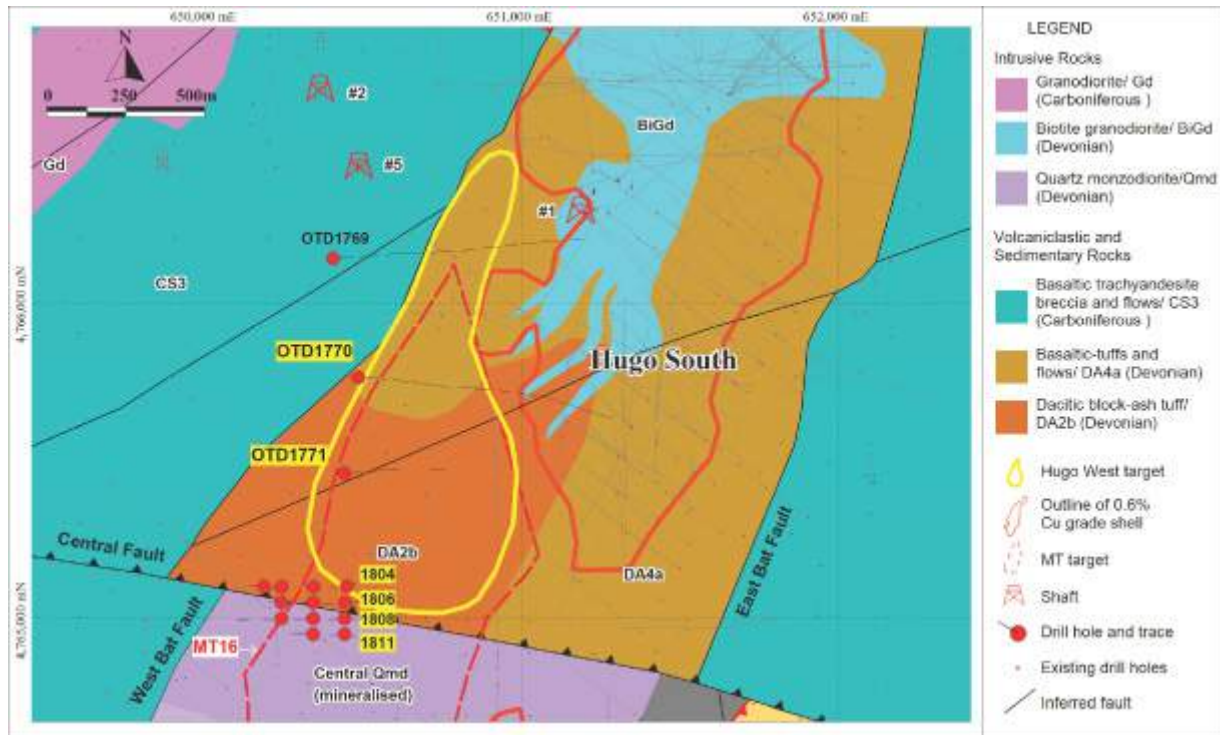 650,000 mE
651,000 mE
652,000 mE
N
0 250 500m
#2
#5
Gd
BiGd
#1
OTD1769
CS3
4,766,000 mN
OTD1770
Hugo South
OTD1771
Central Fault
DA2b
DA4a
East Bat Fault
1804
1806
1808
1811
4,765,000 mN
West Bat Fault
MT16
Central Qmd
(mineralised)
LEGEND
Intrusive Rocks
Granodiorite/ Gd
(Carboniferous )
Biotite granodiorite/ BiGd
(Devonian)
Quartz monzodiorite/Qmd
(Devonian)
Volcaniclastic and
Sedimentary Rocks
Basaltic trachyandesite
breccia and flows/ CS3
(Carboniferous )
Basaltic-tuffs and
flows/ DA4a (Devonian)
Dacitic block-ash tuff/
DA2b (Devonian)
Hugo West target
Outline of 0.6%
Cu grade shell
MT target
Shaft
Drill hole and trace
Existing drill holes
Inferred fault